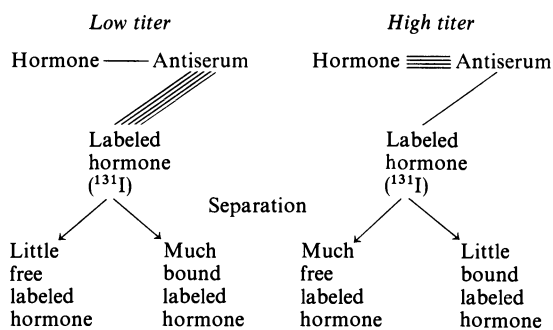 Low titer
High titer
Hormone Antiserum
Hormone Antiserum
Labeled
hormone
(¹³¹I)
Labeled
hormone
(¹³¹I)
Separation
Little
free
labeled
hormone
Much
bound
labeled
hormone
Much
free
labeled
hormone
Little
bound
labeled
hormone